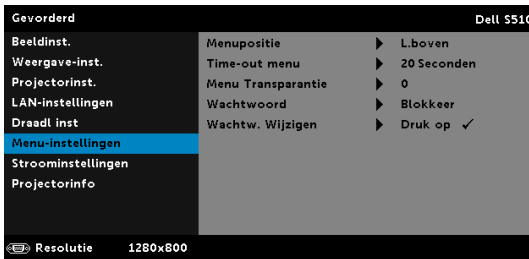 Gevorderd Dell S510
Beeldinst.
Weergave-inst.
Projectorinst.
LAN-instellingen
Draadl inst
Menu-instellingen
Stroominstellingen
Projectorinfo
Menupositie L.boven
Time-out menu 20 Seconden
Menu Transparantie 0
Wachtwoord Blokkeer
Wachtw. Wijzigen Druk op ✓
Resolutie 1280x800